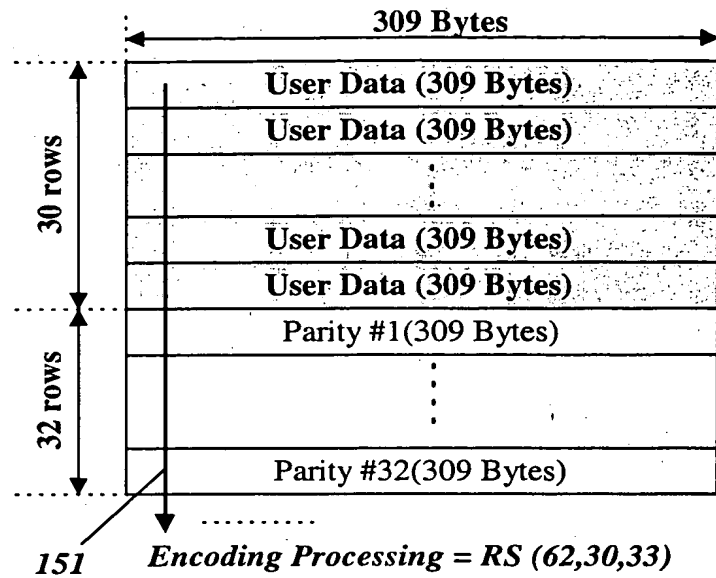 309 Bytes
User Data (309 Bytes)
User Data (309 Bytes)
30 rows
User Data (309 Bytes)
User Data (309 Bytes)
Parity #1(309 Bytes)
32 rows
Parity #32(309 Bytes)
151
Encoding Processing = RS (62,30,33)